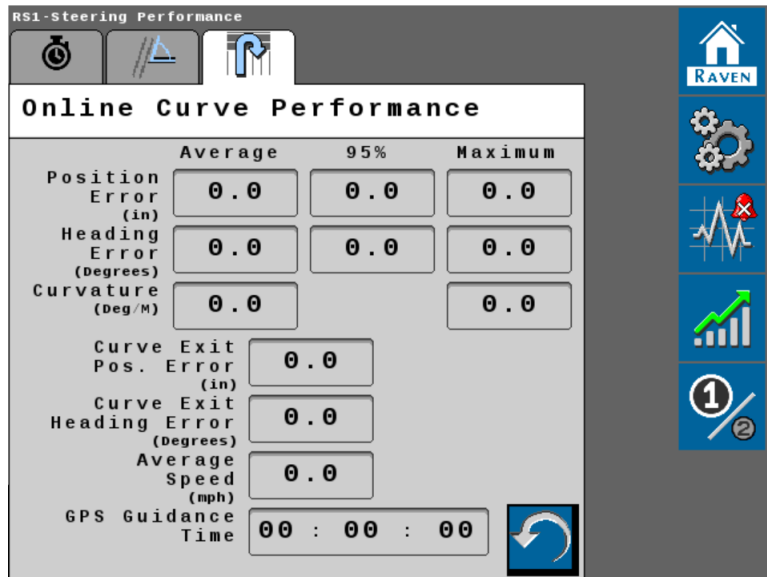 RS1-Steering Performance
RAVEN
Online Curve Performance
Average 95% Maximum
Position
Error
(in)
0.0 0.0 0.0
Heading
Error
(Degrees)
0.0 0.0 0.0
Curvature
(Deg/M)
0.0 0.0
Curve Exit
Pos. Error
(in)
0.0
Curve Exit
Heading Error
(Degrees)
0.0
Average
Speed
(mph)
0.0
GPS Guidance
Time
00 : 00 : 00
1
2